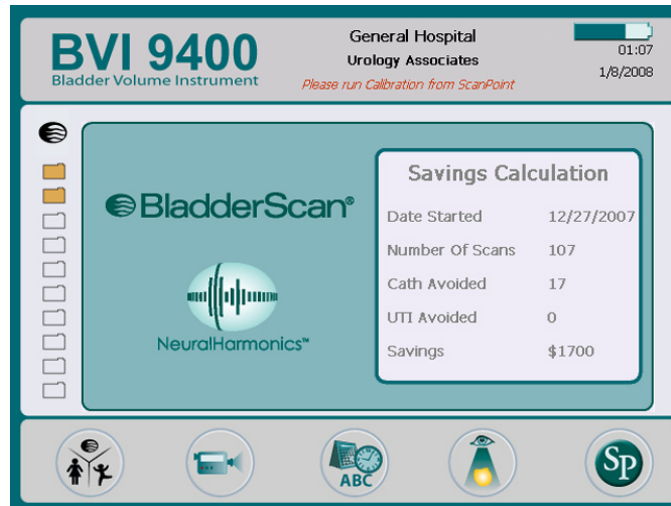 BVI 9400
Bladder Volume Instrument
General Hospital
Urology Associates
Please run Calibration from ScanPoint
01:07
1/8/2008
BladderScan®
NeuralHarmonics™
Savings Calculation
Date Started 12/27/2007
Number Of Scans 107
Cath Avoided 17
UTI Avoided 0
Savings $1700
ABC
SP